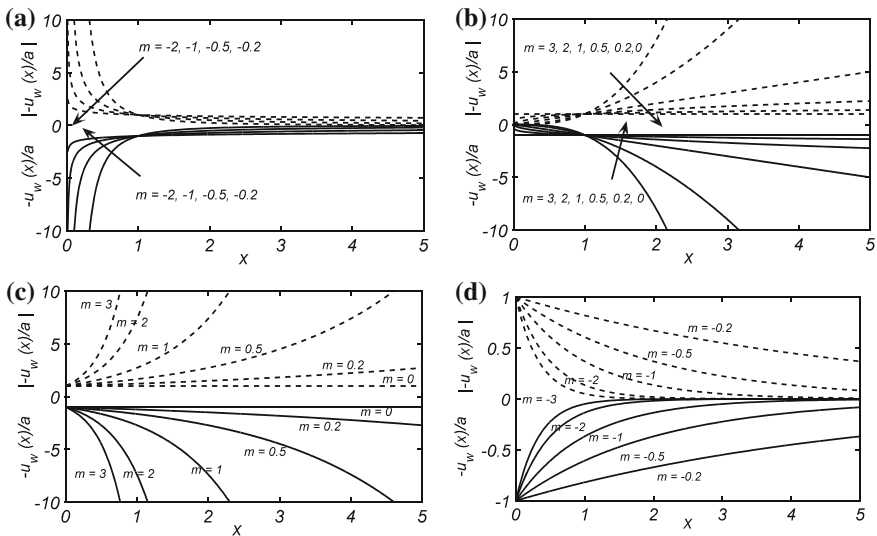 (a)
10
5
0
-5
-10
|-u_w (x)/a |
-u_w (x)/a
m = -2, -1, -0.5, -0.2
m = -2, -1, -0.5, -0.2
0 1 2 3 4 5
x
(b)
10
5
0
-5
-10
|-u_w (x)/a |
-u_w (x)/a
m = 3, 2, 1, 0.5, 0.2,0
m = 3, 2, 1, 0.5, 0.2,0
0 1 2 3 4 5
x
(c)
10
5
0
-5
-10
|-u_w (x)/a |
-u_w (x)/a
m = 3
m = 2
m = 1
m = 0.5
m = 0.2
m = 0
m = 0
m = 0.2
m = 0.5
m = 1
m = 2
m = 3
0 1 2 3 4 5
x
(d)
1
0.5
0
-0.5
-1
|-u_w (x)/a |
-u_w (x)/a
m = -0.2
m = -0.5
m = -1
m = -2
m = -3
m = -2
m = -1
m = -0.5
m = -0.2
0 1 2 3 4 5
x